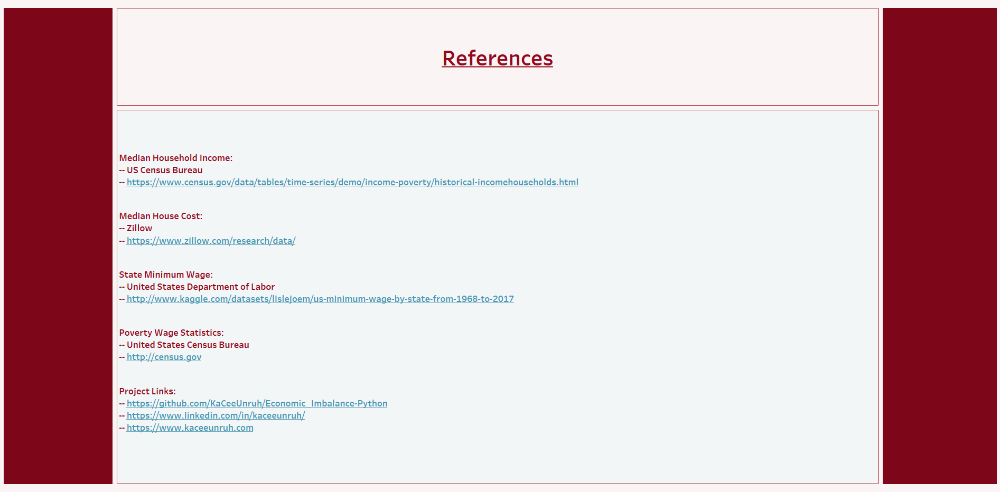 References
Median Household Income:
-- US Census Bureau
-- https://www.census.gov/data/tables/time-series/demo/income-poverty/historical-incomehouseholds.html
Median House Cost:
-- Zillow
-- https://www.zillow.com/research/data/
State Minimum Wage:
-- United States Department of Labor
-- http://www.kaggle.com/datasets/lislejoem/us-minimum-wage-by-state-from-1968-to-2017
Poverty Wage Statistics:
-- United States Census Bureau
-- http://census.gov
Project Links:
-- https://github.com/KaCeeUnruh/Economic_Imbalance-Python
-- https://www.linkedin.com/in/kaceeunruh/
-- https://www.kaceeunruh.com